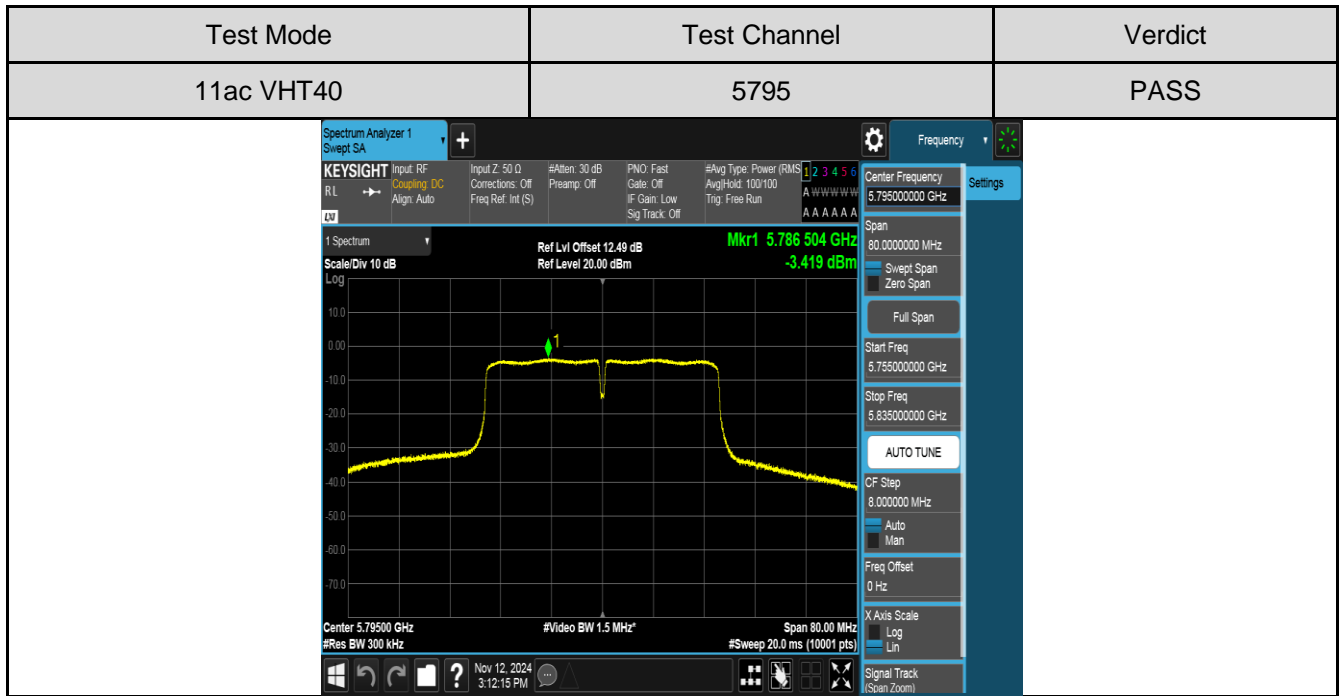 Test Mode
Test Channel
Verdict
11ac VHT40
5795
PASS
Spectrum Analyzer 1
Swept SA
Frequency
KEYSIGHT
RL
LXI
Input: RF
Coupling: DC
Align: Auto
Input Z: 50 Ω
Corrections: Off
Freq Ref: Int (S)
#Atten: 30 dB
Preamp: Off
PNO: Fast
Gate: Off
IF Gain: Low
Sig Track: Off
#Avg Type: Power (RMS
Avg|Hold: 100/100
Trig: Free Run
1 2 3 4 5 6
A W W W W W
A A A A A A
1 Spectrum
Scale/Div 10 dB
Log
Ref Lvl Offset 12.49 dB
Ref Level 20.00 dBm
Mkr1 5.786 504 GHz
-3.419 dBm
10.0
0.00
1
-10.0
-20.0
-30.0
-40.0
-50.0
-60.0
-70.0
Center 5.79500 GHz
#Video BW 1.5 MHz*
Span 80.00 MHz
#Res BW 300 kHz
#Sweep 20.0 ms (10001 pts)
?
Nov 12, 2024
3:12:15 PM
Center Frequency
5.795000000 GHz
Settings
Span
80.0000000 MHz
Swept Span
Zero Span
Full Span
Start Freq
5.755000000 GHz
Stop Freq
5.835000000 GHz
AUTO TUNE
CF Step
8.000000 MHz
Auto
Man
Freq Offset
0 Hz
X Axis Scale
Log
Lin
Signal Track
(Span Zoom)